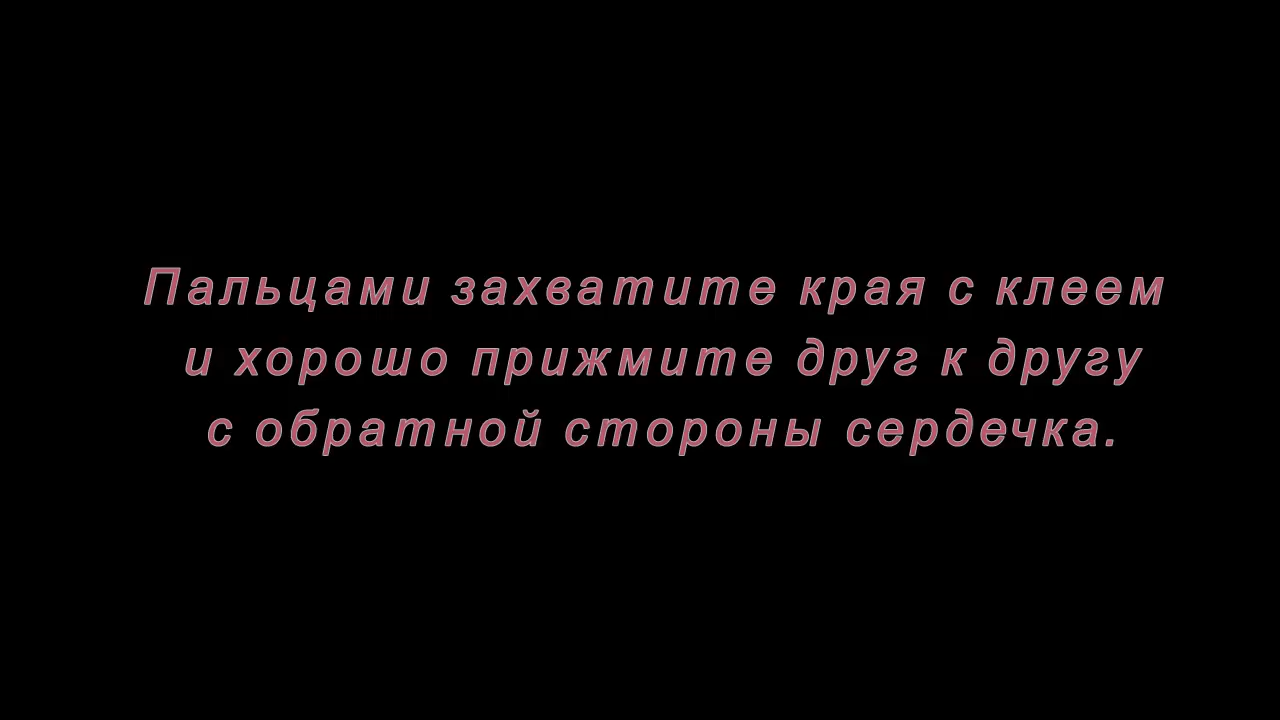 Пальцами захватите края с клеем
и хорошо прижмите друг к другу
с обратной стороны сердечка.